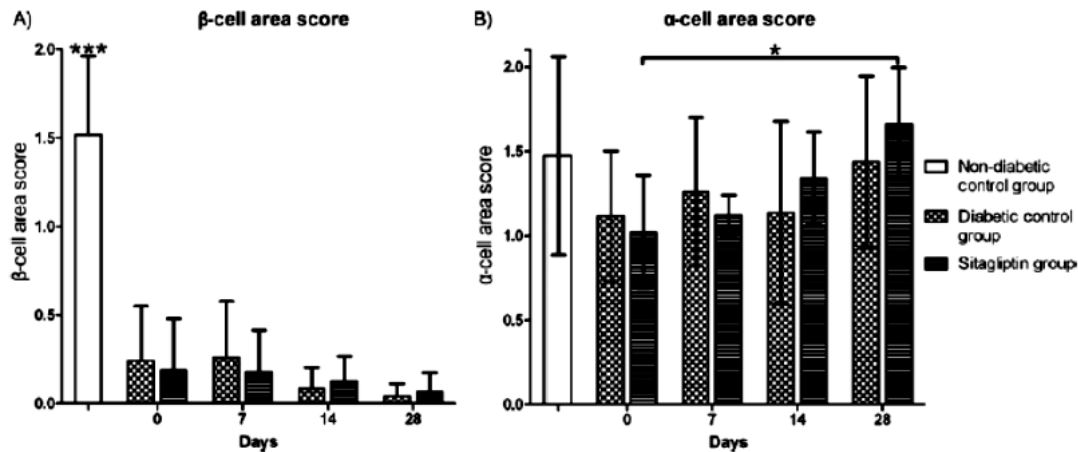 A)
β-cell area score
***
2.0
1.5
1.0
0.5
0.0
β-cell area score
0 7 14 28
Days
B)
α-cell area score
*
2.0
1.5
1.0
0.5
0.0
α-cell area score
0 7 14 28
Days
Non-diabetic
control group
Diabetic control
group
Sitagliptin group